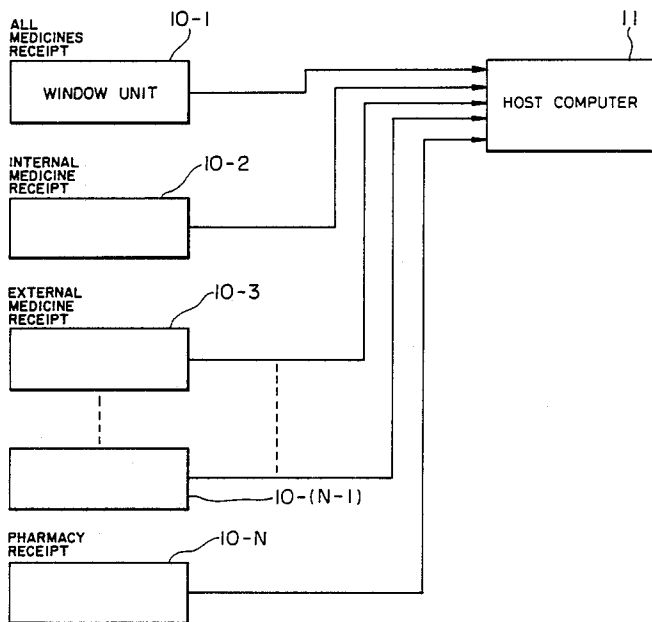 ALL
MEDICINES
RECEIPT
10-1
WINDOW UNIT
11
HOST COMPUTER
INTERNAL
MEDICINE
RECEIPT
10-2
EXTERNAL
MEDICINE
RECEIPT
10-3
10-(N-1)
PHARMACY
RECEIPT
10-N